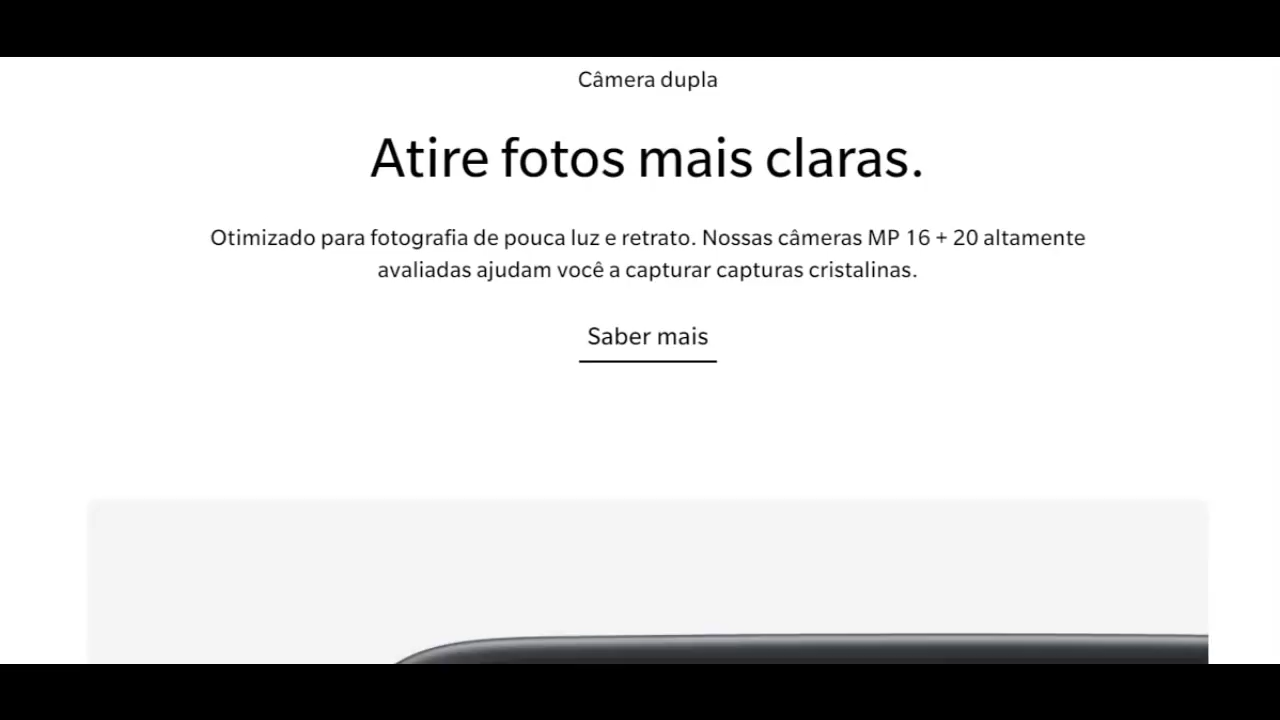 Câmera dupla
Atire fotos mais claras.
Otimizado para fotografia de pouca luz e retrato. Nossas câmeras MP 16 + 20 altamente
avaliadas ajudam você a capturar capturas cristalinas.
Saber mais